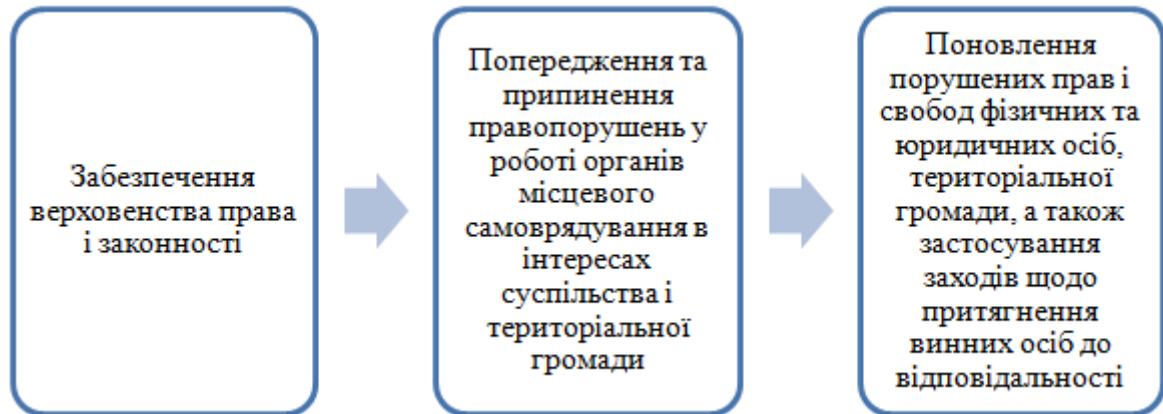 Забезпечення
верховенства права
і законності
Попередження та
припинення
правопорушень у
роботі органів
місцевого
самоврядування в
інтересах
суспільства і
територіальної
громади
Поновлення
порушених прав і
свобод фізичних та
юридичних осіб,
територіальної
громади, а також
застосування
заходів щодо
притягнення
винних осіб до
відповідальності